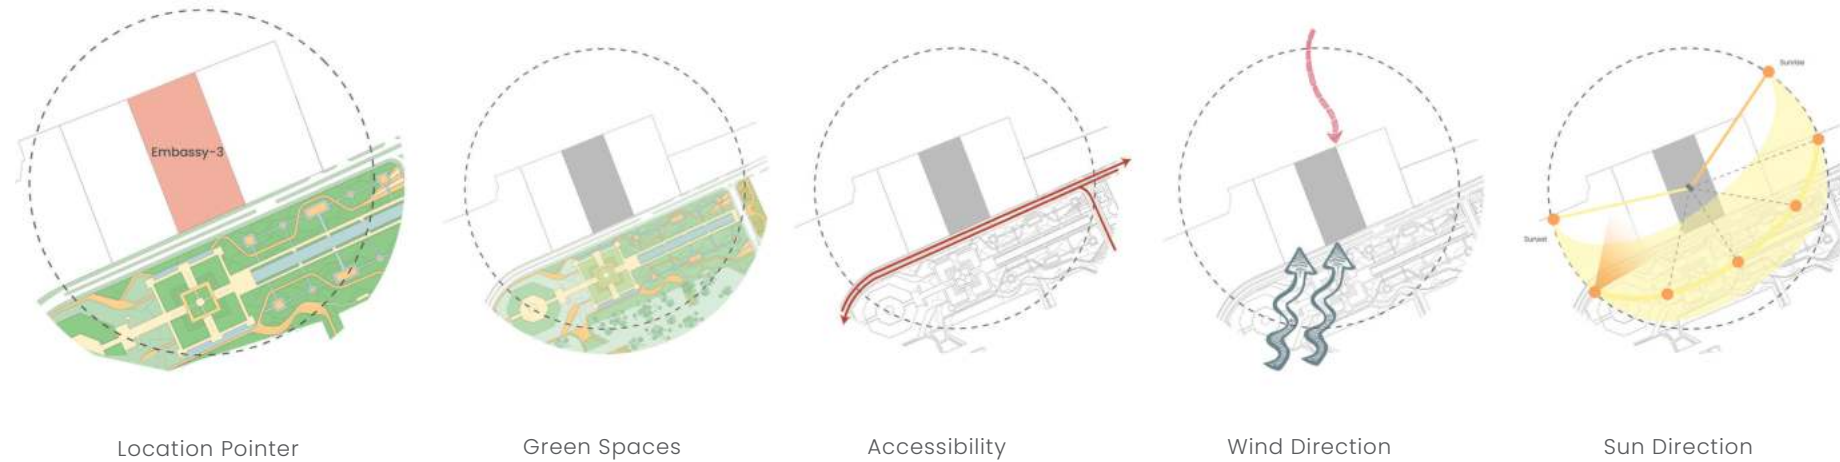 Embassy-3
Sunrise
Sunset
Location Pointer
Green Spaces
Accessibility
Wind Direction
Sun Direction